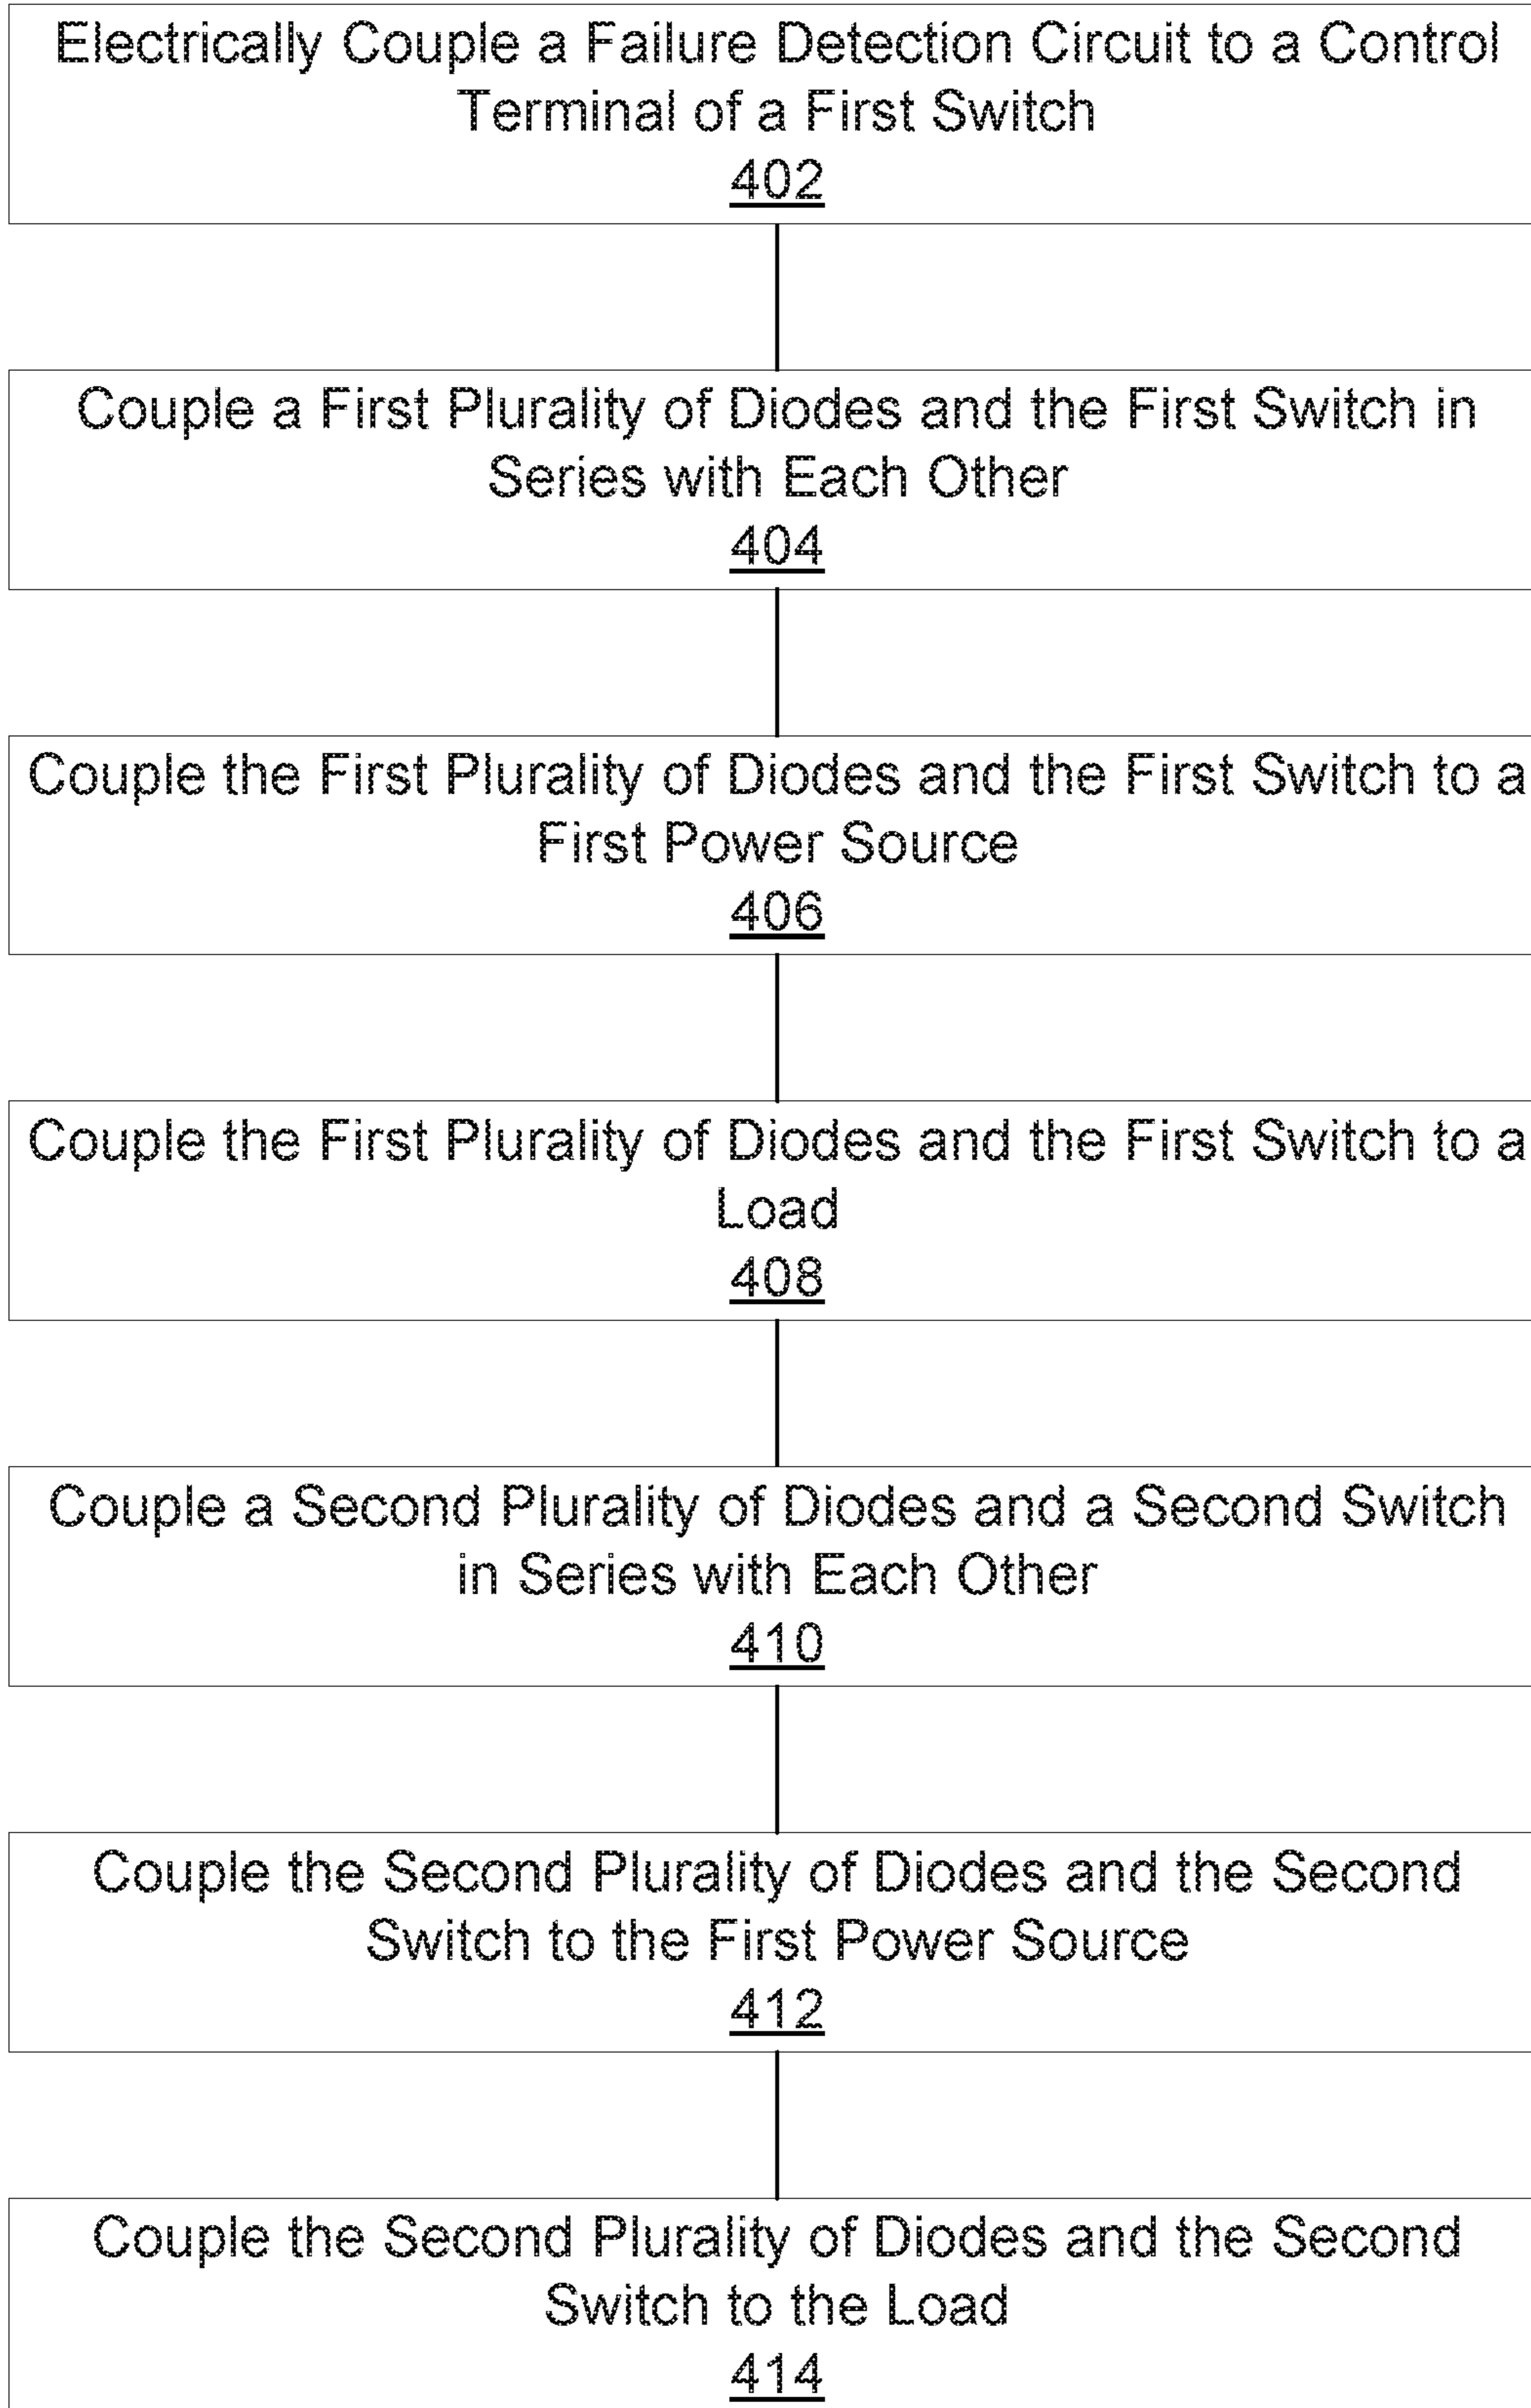 Electrically Couple a Failure Detection Circuit to a Control
Terminal of a First Switch
402
Couple a First Plurality of Diodes and the First Switch in
Series with Each Other
404
Couple the First Plurality of Diodes and the First Switch to a
First Power Source
406
Couple the First Plurality of Diodes and the First Switch to a
Load
408
Couple a Second Plurality of Diodes and a Second Switch
in Series with Each Other
410
Couple the Second Plurality of Diodes and the Second
Switch to the First Power Source
412
Couple the Second Plurality of Diodes and the Second
Switch to the Load
414